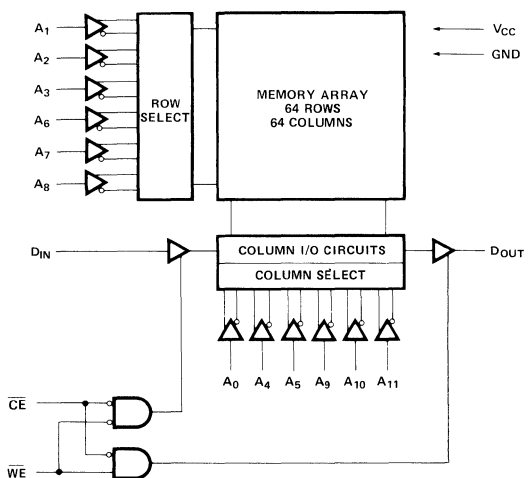 A1
A2
A3
A6
A7
A8
ROW
SELECT
MEMORY ARRAY
64 ROWS
64 COLUMNS
VCC
GND
DIN
COLUMN I/O CIRCUITS
COLUMN SELECT
DOUT
A0 A4 A5 A9 A10 A11
CE
WE